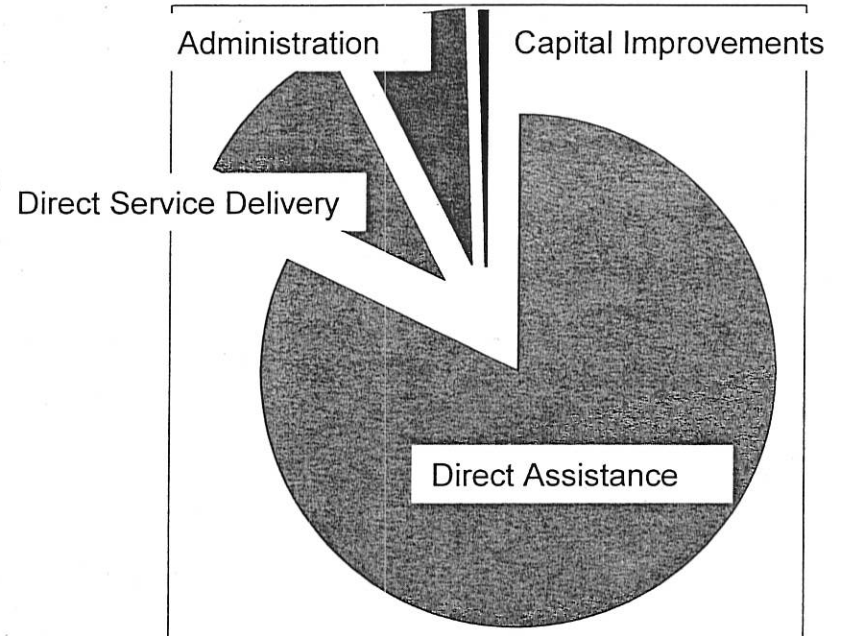 Administration
Capital Improvements
Direct Service Delivery
Direct Assistance